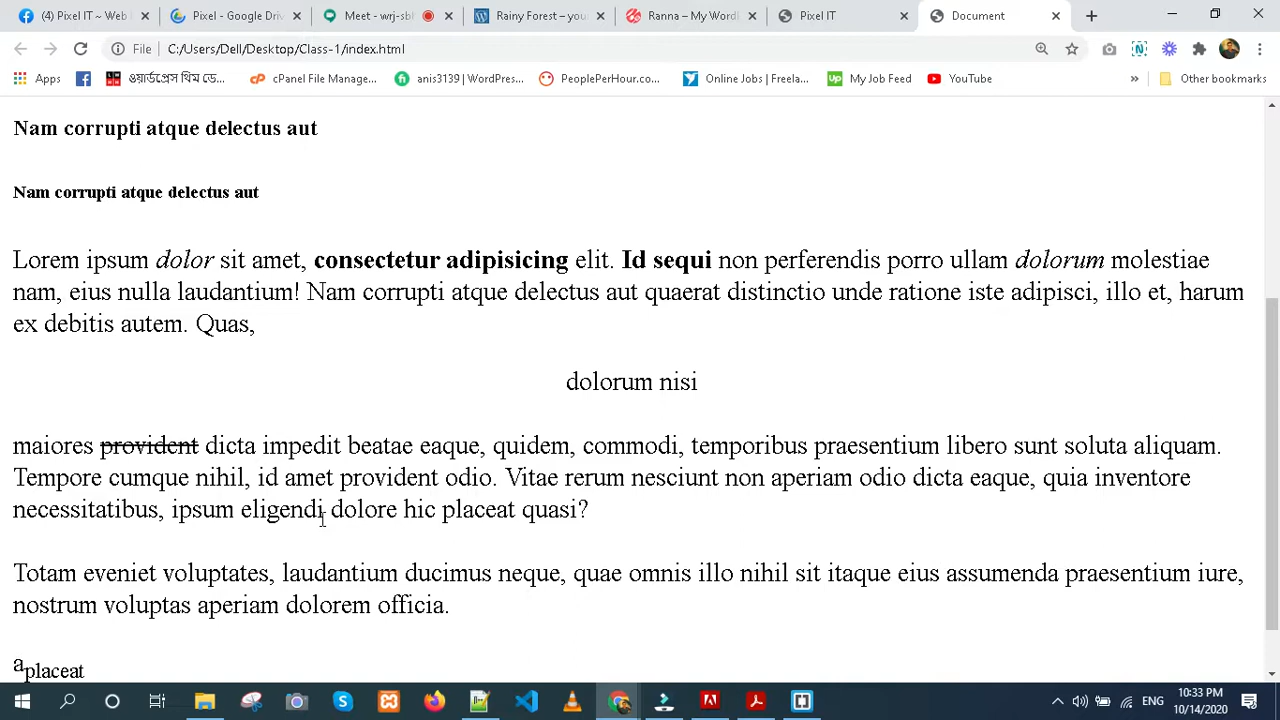 (4) Pixel IT ~ Web
Pixel - Google Driv
Meet - wrj-sbl
Rainy Forest – you
Ranna – My Word
Pixel IT
Document
File C:/Users/Dell/Desktop/Class-1/index.html
Apps
ওয়ার্ডপ্রেস থিম ডে...
cPanel File Manage...
anis3139 | WordPres...
PeoplePerHour.co...
Online Jobs | Freela...
Up My Job Feed
YouTube
»
Other bookmarks
Nam corrupti atque delectus aut
Nam corrupti atque delectus aut
Lorem ipsum dolor sit amet, consectetur adipisicing elit. Id sequi non perferendis porro ullam dolorum molestiae
nam, eius nulla laudantium! Nam corrupti atque delectus aut quaerat distinctio unde ratione iste adipisci, illo et, harum
ex debitis autem. Quas,
dolorum nisi
maiores provident dicta impedit beatae eaque, quidem, commodi, temporibus praesentium libero sunt soluta aliquam.
Tempore cumque nihil, id amet provident odio. Vitae rerum nesciunt non aperiam odio dicta eaque, quia inventore
necessitatibus, ipsum eligendi dolore hic placeat quasi?
Totam eveniet voluptates, laudantium ducimus neque, quae omnis illo nihil sit itaque eius assumenda praesentium iure,
nostrum voluptas aperiam dolorem officia.
aplaceat
ENG
10:33 PM
10/14/2020